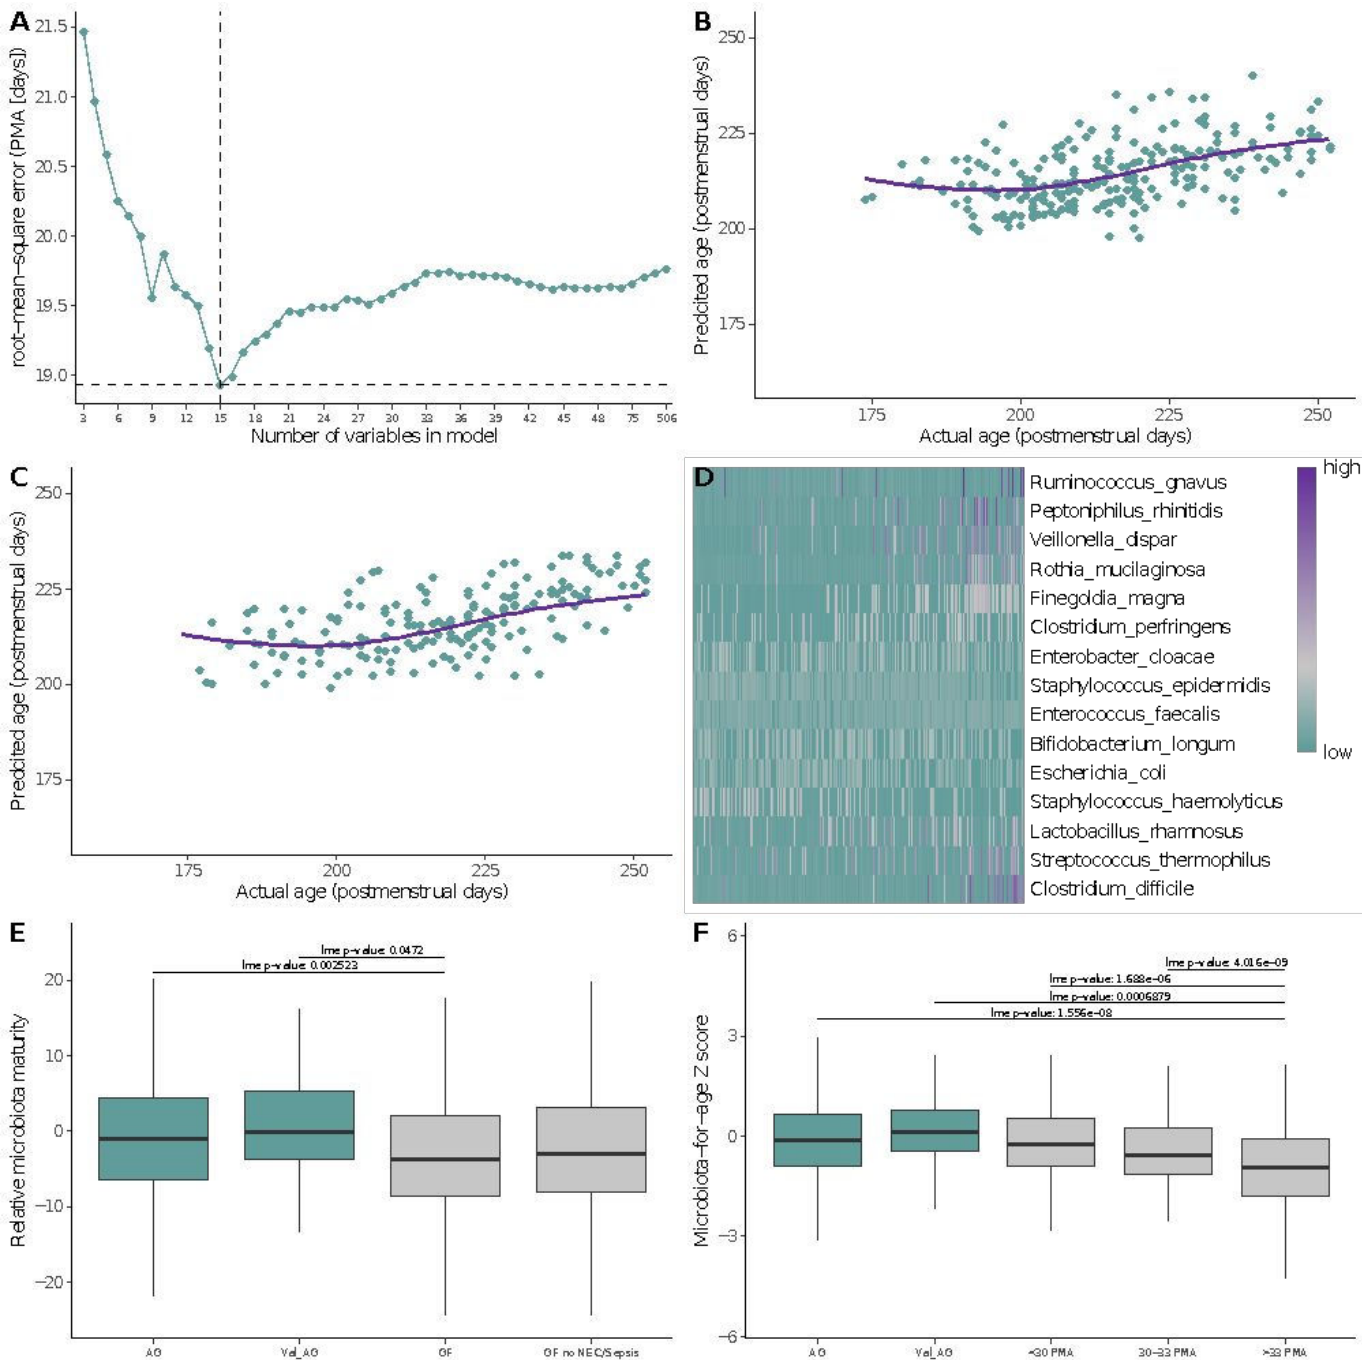 A
21.5
21.0
20.5
20.0
19.5
19.0
root-mean-square error (PMA [days])
3 6 9 12 15 18 21 24 27 30 33 36 39 42 45 48 75 506
Number of variables in model
B
250
225
200
175
Predcited age (postmenstrual days)
175 200 225 250
Actual age (postmenstrual days)
C
250
225
200
175
Predcited age (postmenstrual days)
175 200 225 250
Actual age (postmenstrual days)
D
Ruminococcus_gnavus
Peptoniphilus_rhinitidis
Veillonella_dispar
Rothia_mucilaginosa
Finegoldia_magna
Clostridium_perfringens
Enterobacter_cloacae
Staphylococcus_epidermidis
Enterococcus_faecalis
Bifidobacterium_longum
Escherichia_coli
Staphylococcus_haemolyticus
Lactobacillus_rhamnosus
Streptococcus_thermophilus
Clostridium_difficile
high
low
E
lme p-value: 0.0472
lme p-value: 0.002523
20
10
0
-10
-20
Relative microbiota maturity
AG Val_AG GF GF no NEC/Sepsis
F
lme p-value: 4.016e-09
lme p-value: 1.688e-06
lme p-value: 0.0006879
lme p-value: 1.556e-08
6
3
0
-3
-6
Microbiota-for-age Z score
AG Val_AG <30 PMA 30-33 PMA >33 PMA